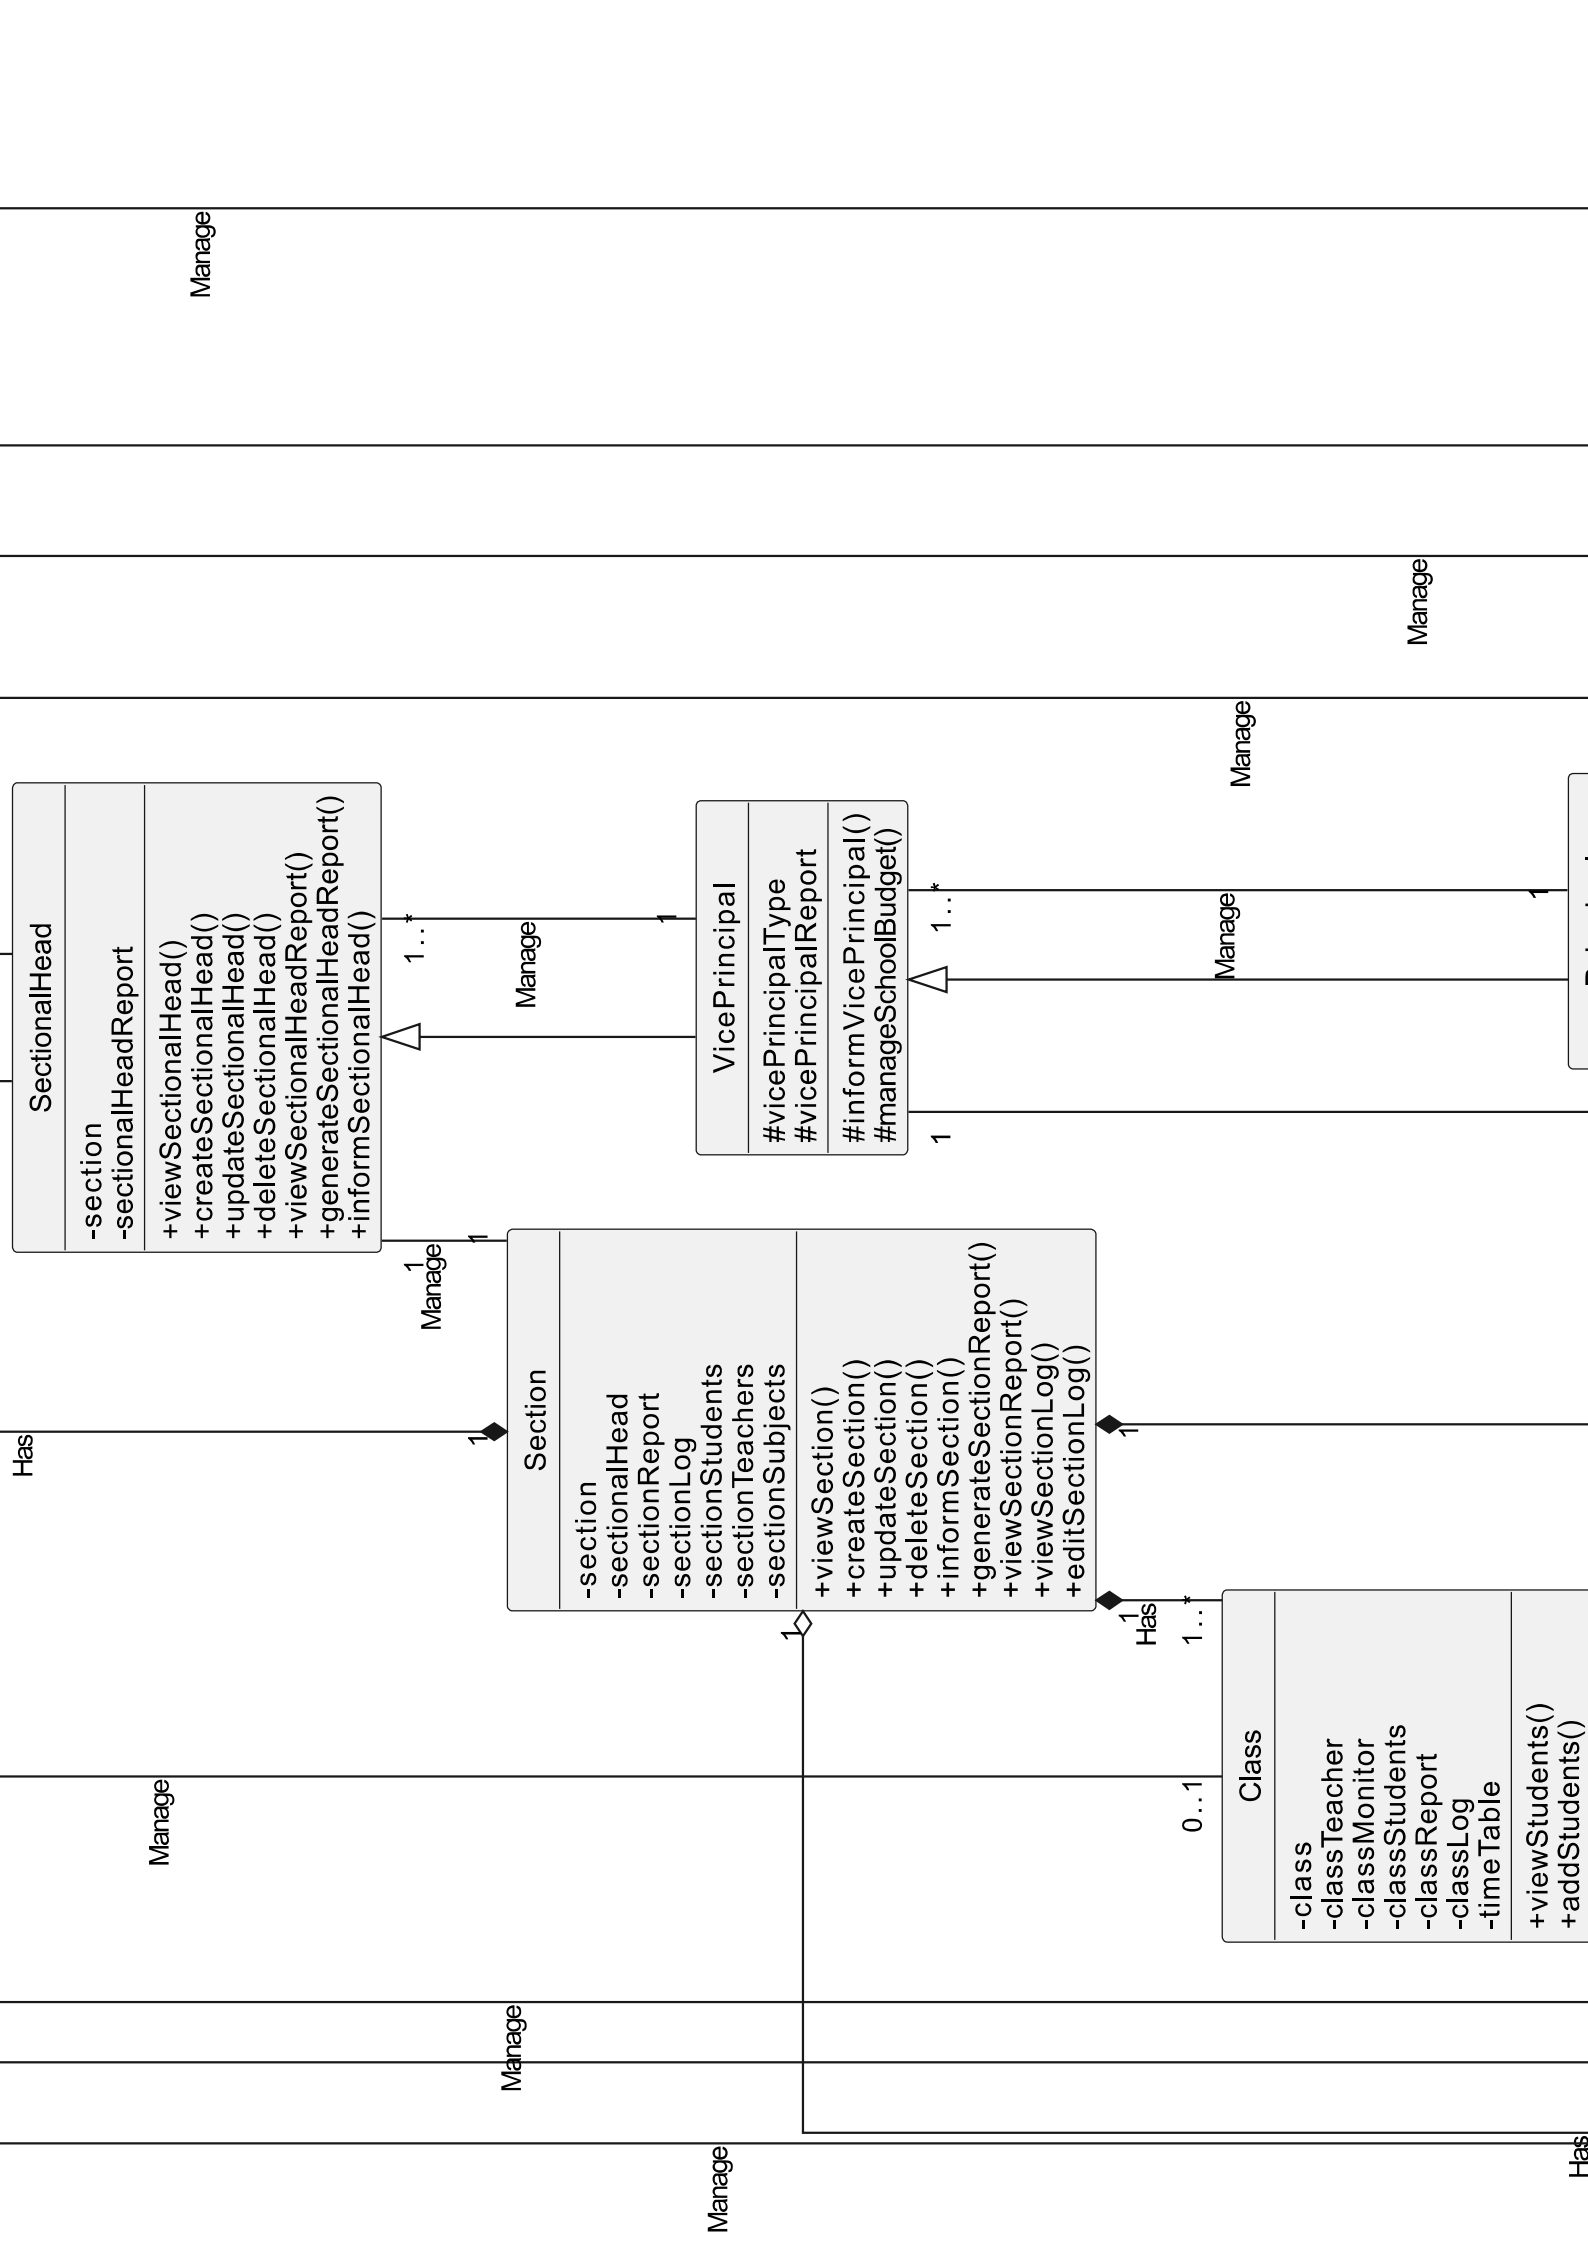 Manage
Manage
Manage
SectionalHead
-section
-sectionalHeadReport
+viewSectionalHead()
+createSectionalHead()
+updateSectionalHead()
+deleteSectionalHead()
+viewSectionalHeadReport()
+generateSectionalHeadReport()
+informSectionalHead()
1..*
Manage
1
VicePrincipal
#vicePrincipalType
#vicePrincipalReport
#informVicePrincipal()
#manageSchoolBudget()
1..*
Manage
1
1
1
Manage
1
Has
1
Section
-section
-sectionalHead
-sectionReport
-sectionLog
-sectionStudents
-sectionTeachers
-sectionSubjects
+viewSection()
+createSection()
+updateSection()
+deleteSection()
+informSection()
+generateSectionReport()
+viewSectionReport()
+viewSectionLog()
+editSectionLog()
1
1
1
Has
1..*
Manage
0..1
Class
-class
-classTeacher
-classMonitor
-classStudents
-classReport
-classLog
-timeTable
+viewStudents()
+addStudents()
Manage
Manage
Has